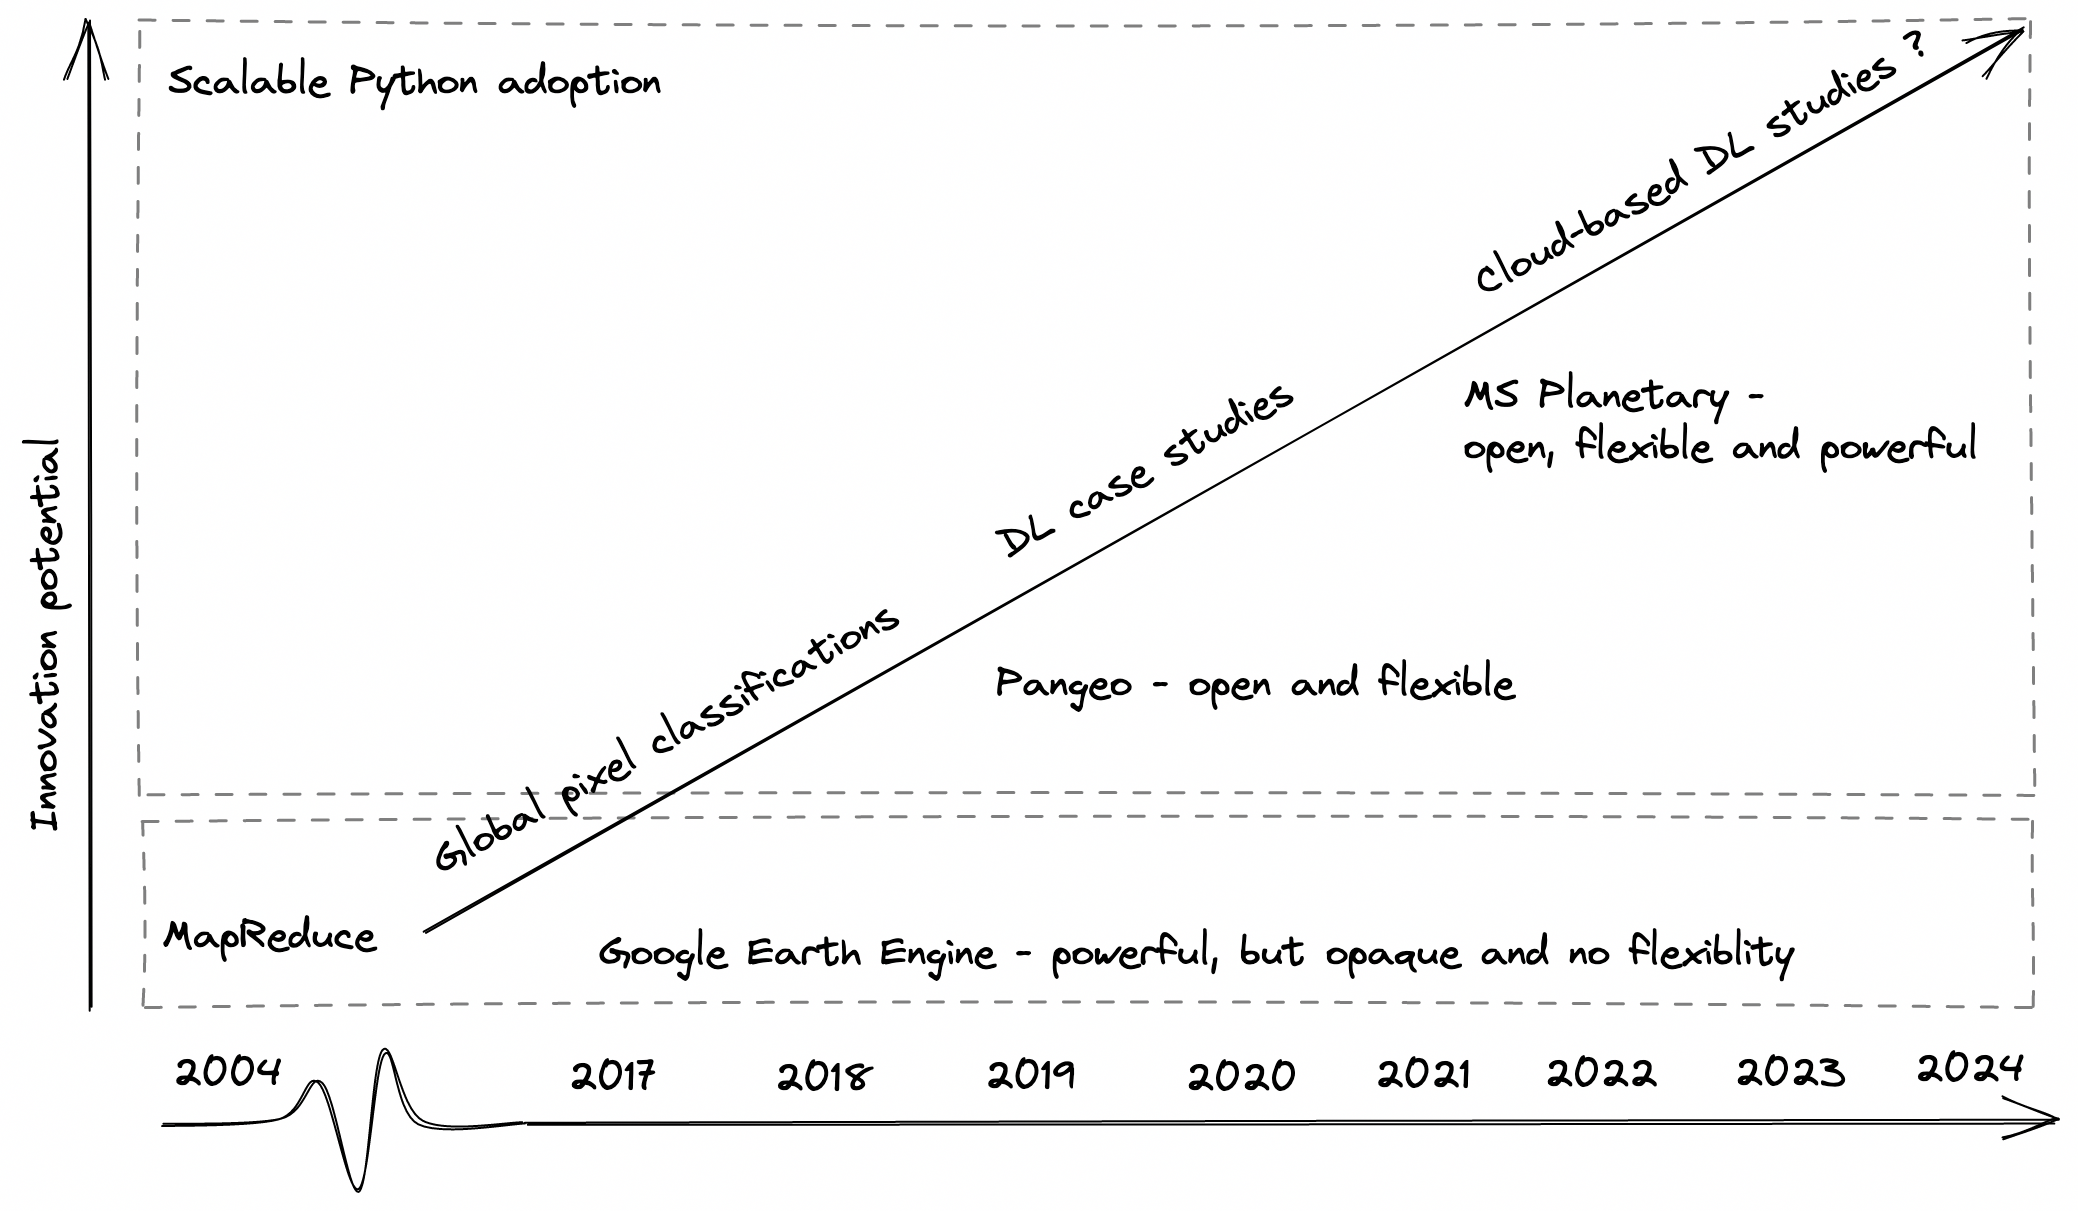 Scalable Python adoption
Cloud-based DL studies ?
MS Planetary -
open, flexible and powerful
DL case studies
Pangeo - open and flexible
Global pixel classifications
Innovation potential
MapReduce
Google Earth Engine - powerful, but opaque and no flexiblity
2004 2017 2018 2019 2020 2021 2022 2023 2024